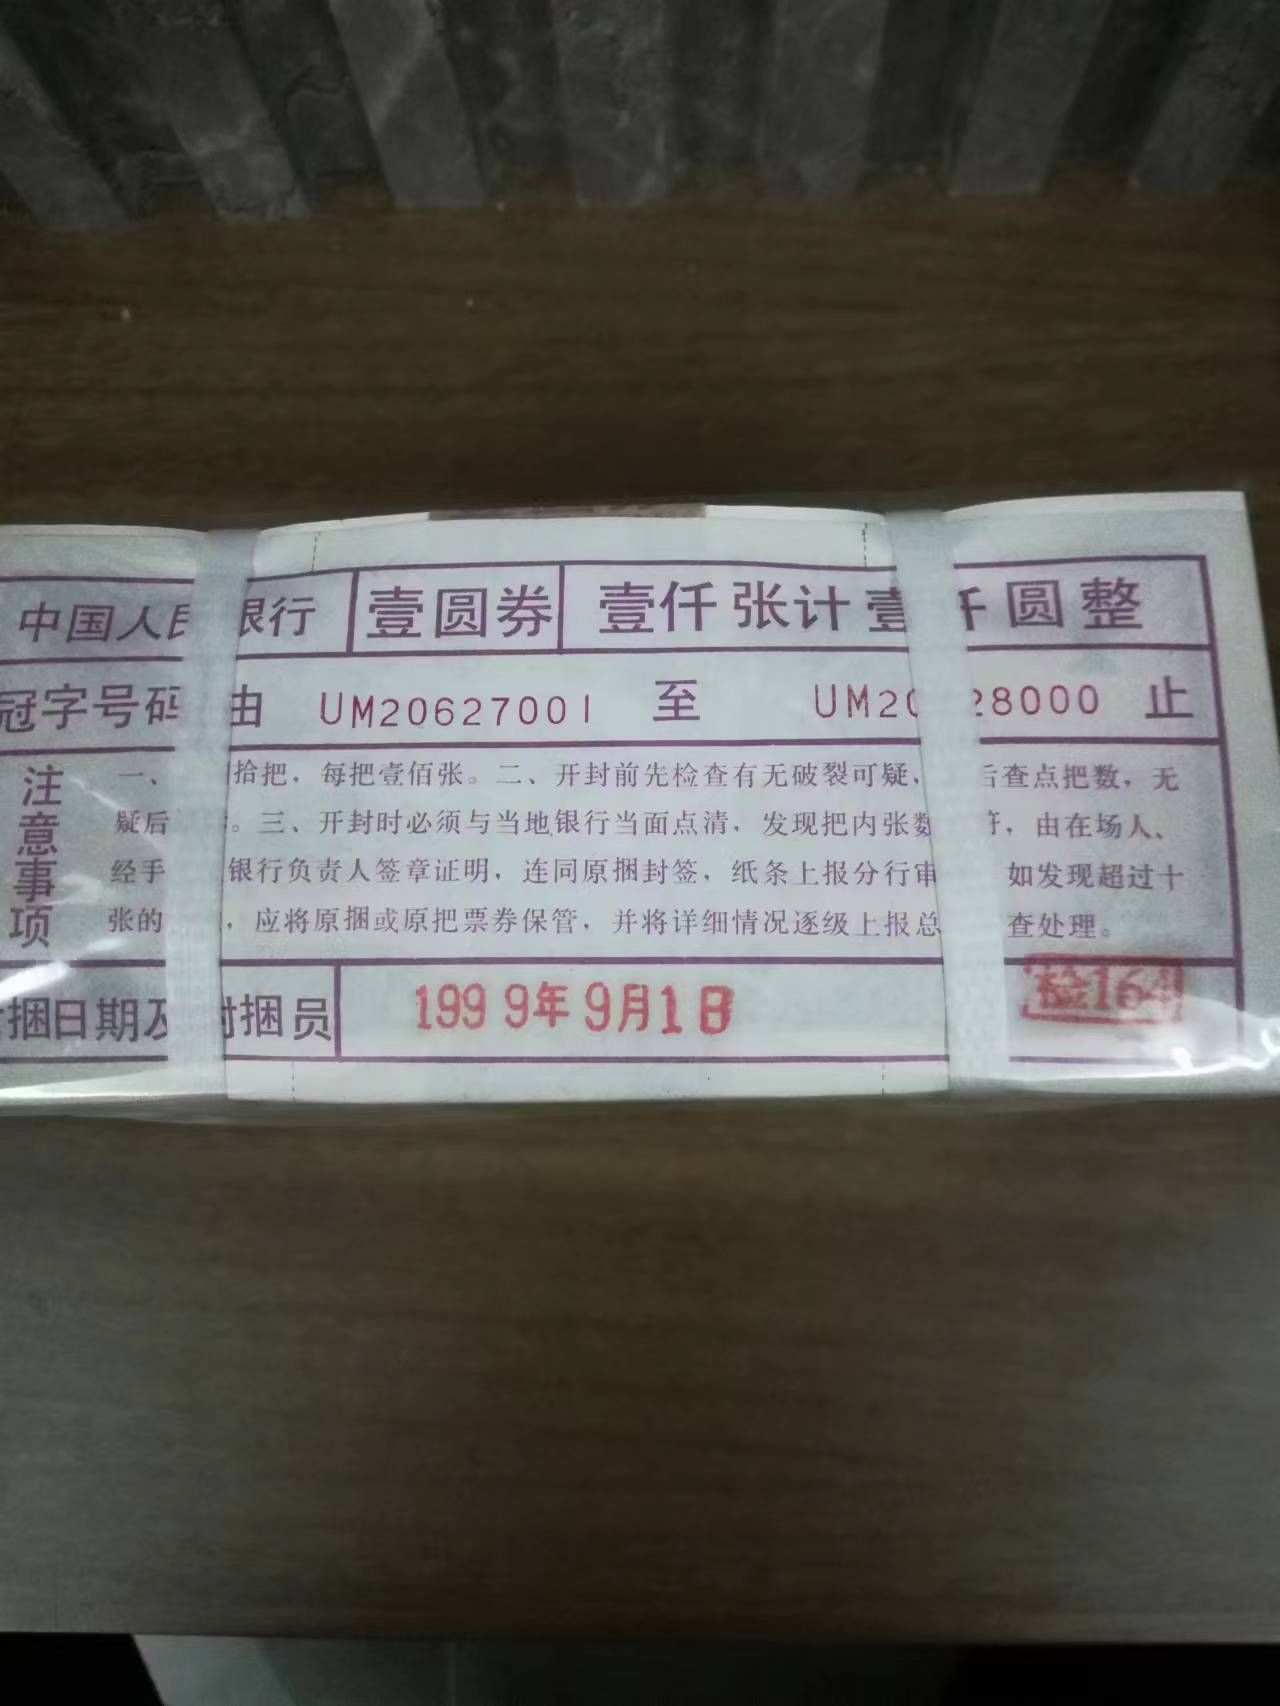 中国人民银行 壹圆券 壹仟张计壹仟圆整
冠字号码 由 UM20627001 至 UM20 28000 止
注意事项
一、 拾把，每把壹佰张。二、开封前先检查有无破裂可疑， 后查点把数，无
疑后 。三、开封时必须与当地银行当面点清，发现把内张数 符，由在场人、
经手 银行负责人签章证明，连同原捆封签，纸条上报分行审 如发现超过十
张的 ，应将原捆或原把票券保管，并将详细情况逐级上报总 查处理。
捆日期及封捆员 1999年9月1日 检164